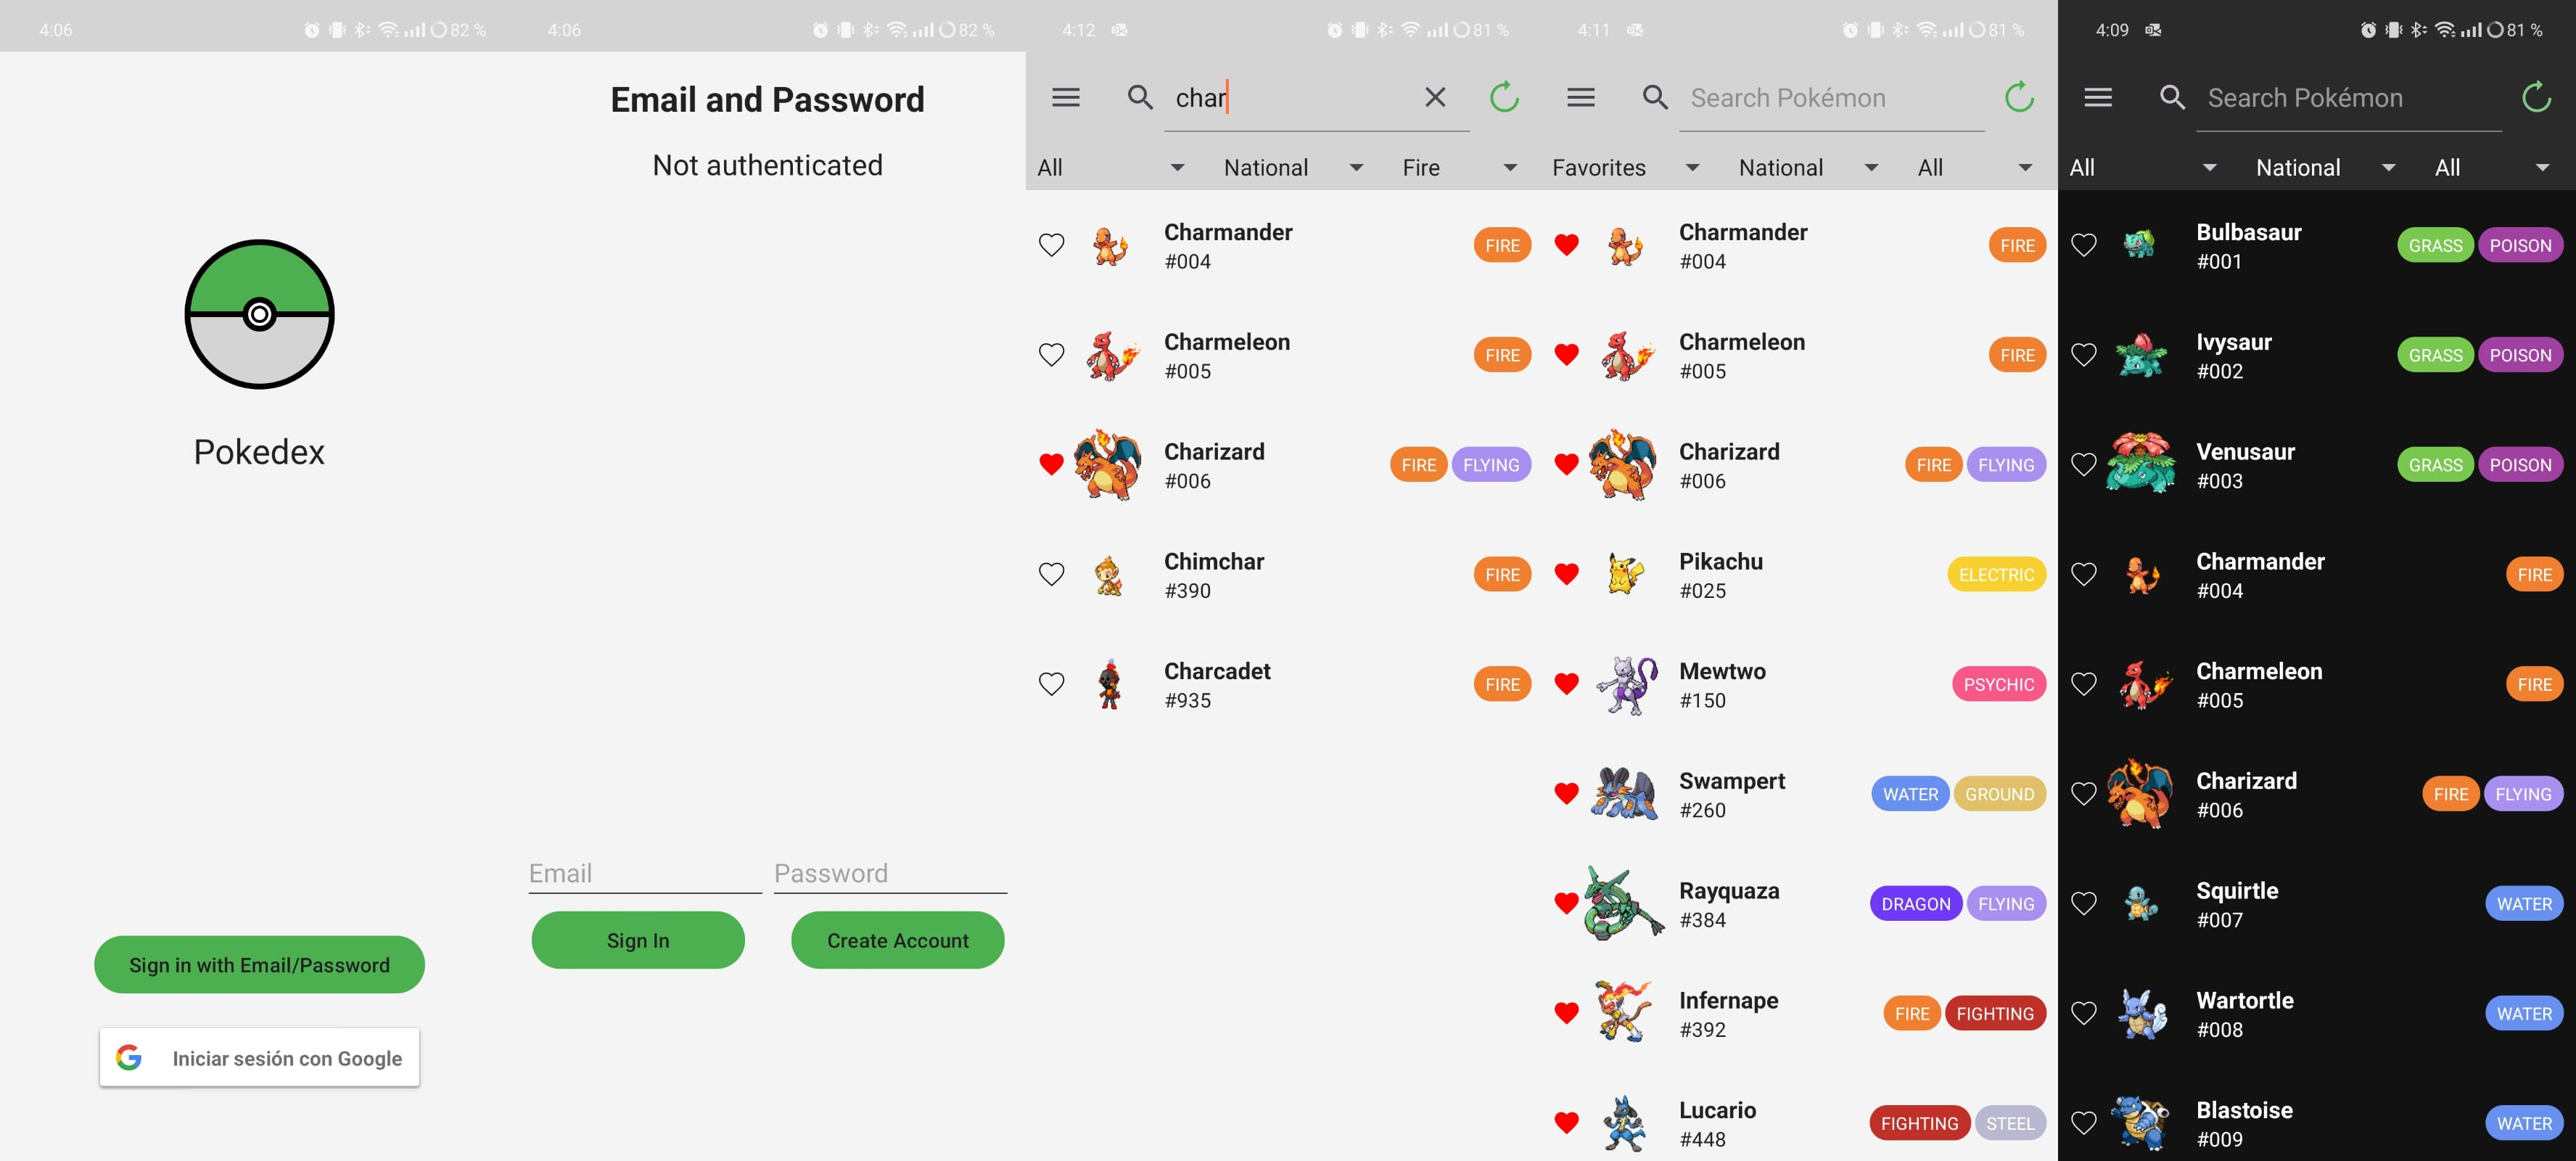 4:06
82 %
Pokedex
Sign in with Email/Password
Iniciar sesión con Google
4:06
82 %
Email and Password
Not authenticated
Email
Password
Sign In
Create Account
4:12
81 %
char
All
National
Fire
Charmander
#004
FIRE
Charmeleon
#005
FIRE
Charizard
#006
FIRE
FLYING
Chimchar
#390
FIRE
Charcadet
#935
FIRE
4:11
81 %
Search Pokémon
Favorites
National
All
Charmander
#004
FIRE
Charmeleon
#005
FIRE
Charizard
#006
FIRE
FLYING
Pikachu
#025
ELECTRIC
Mewtwo
#150
PSYCHIC
Swampert
#260
WATER
GROUND
Rayquaza
#384
DRAGON
FLYING
Infernape
#392
FIRE
FIGHTING
Lucario
#448
FIGHTING
STEEL
4:09
81 %
Search Pokémon
All
National
All
Bulbasaur
#001
GRASS
POISON
Ivysaur
#002
GRASS
POISON
Venusaur
#003
GRASS
POISON
Charmander
#004
FIRE
Charmeleon
#005
FIRE
Charizard
#006
FIRE
FLYING
Squirtle
#007
WATER
Wartortle
#008
WATER
Blastoise
#009
WATER